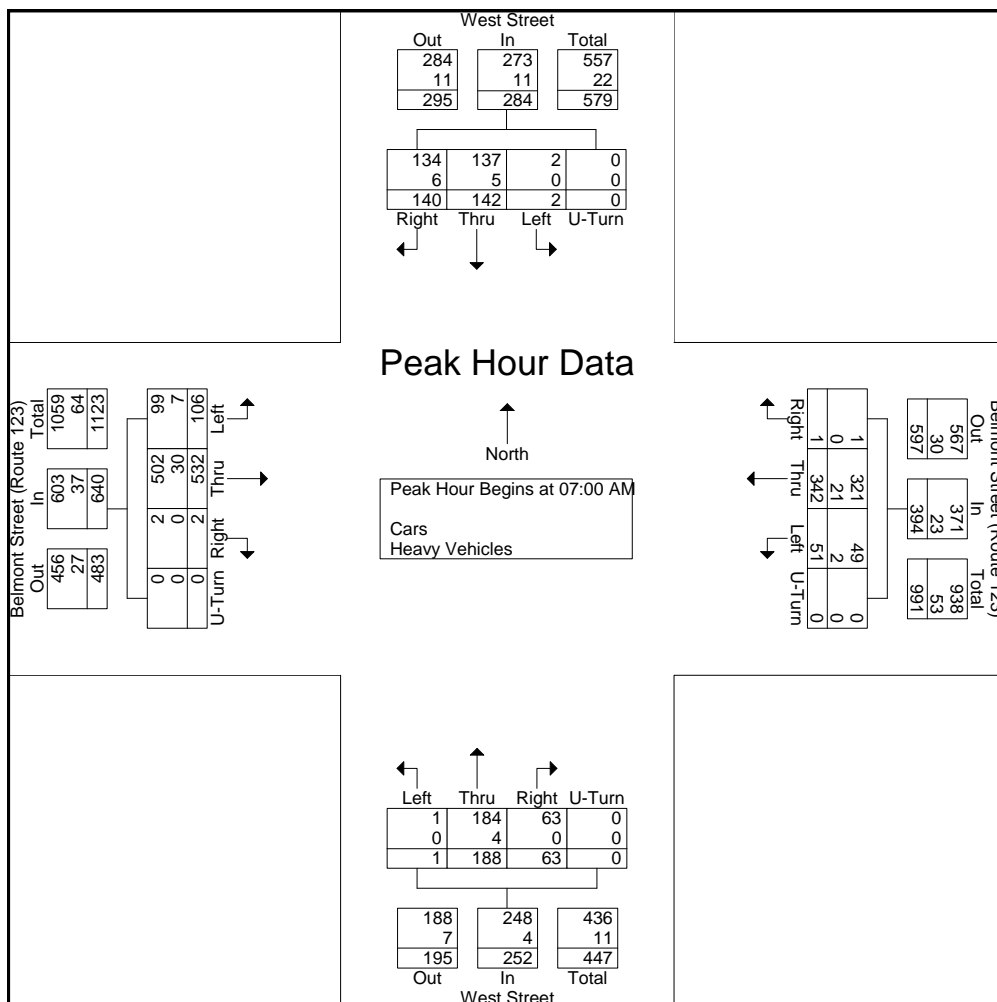 West Street
Out In Total
284 273 557
11 11 22
295 284 579
134 137 2 0
6 5 0 0
140 142 2 0
Right Thru Left U-Turn
Peak Hour Data
North
Peak Hour Begins at 07:00 AM
Cars
Heavy Vehicles
Belmont Street (Route 123)
Total In Out
1059 603 456
64 37 27
1123 640 483
99 502 2 0
7 30 0 0
106 532 2 0
Left Thru Right U-Turn
Belmont Street (Route 123)
Out In Total
567 371 938
30 23 53
597 394 991
1 321 49 0
0 21 2 0
1 342 51 0
Right Thru Left U-Turn
Left Thru Right U-Turn
1 184 63 0
0 4 0 0
1 188 63 0
188 248 436
7 4 11
195 252 447
Out In Total
West Street